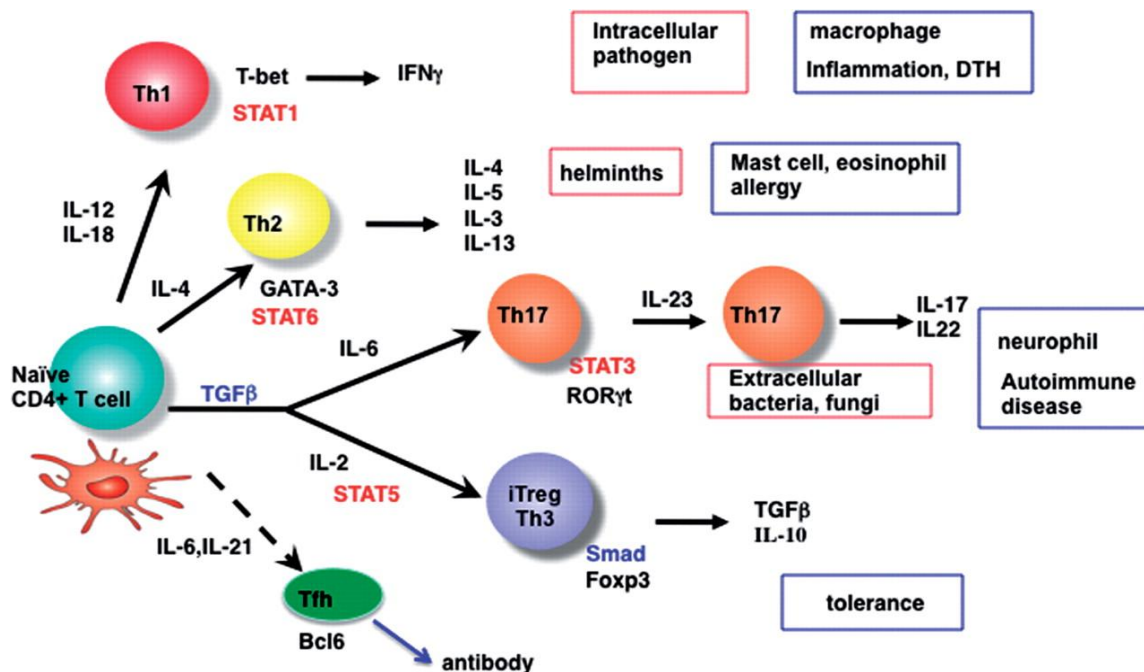 Th1
T-bet
STAT1
IFNγ
Intracellular
pathogen
macrophage
Inflammation, DTH
IL-12
IL-18
IL-4
Th2
GATA-3
STAT6
IL-4
IL-5
IL-3
IL-13
helminths
Mast cell, eosinophil
allergy
Naïve
CD4+ T cell
TGFβ
IL-6
Th17
STAT3
RORγt
IL-23
Th17
IL-17
IL22
Extracellular
bacteria, fungi
neurophil
Autoimmune
disease
IL-2
STAT5
iTreg
Th3
Smad
Foxp3
TGFβ
IL-10
tolerance
IL-6,IL-21
Tfh
Bcl6
antibody